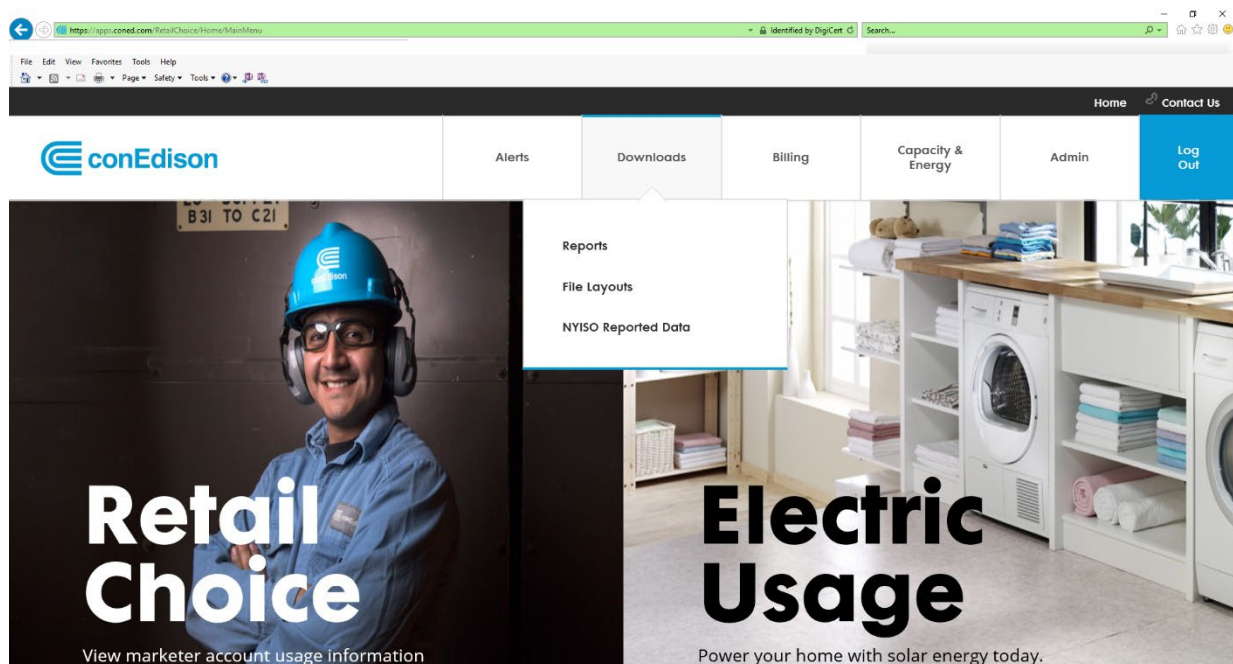 https://apps.coned.com/RetailChoice/Home/MainMenu
Identified by DigiCert
Search...
File Edit View Favorites Tools Help
Page Safety Tools
Home Contact Us
conEdison
Alerts
Downloads
Billing
Capacity &
Energy
Admin
Log
Out
B31 TO C21
conEdison
Reports
File Layouts
NYISO Reported Data
Retail
Choice
View marketer account usage information
Electric
Usage
Power your home with solar energy today.